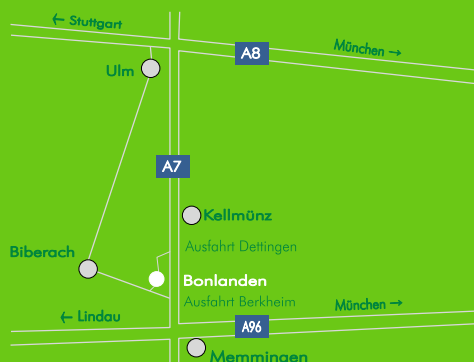 ← Stuttgart
München →
A8
Ulm
A7
Kellmünz
Ausfahrt Dettingen
Biberach
Bonlanden
Ausfahrt Berkheim
München →
← Lindau
A96
Memmingen